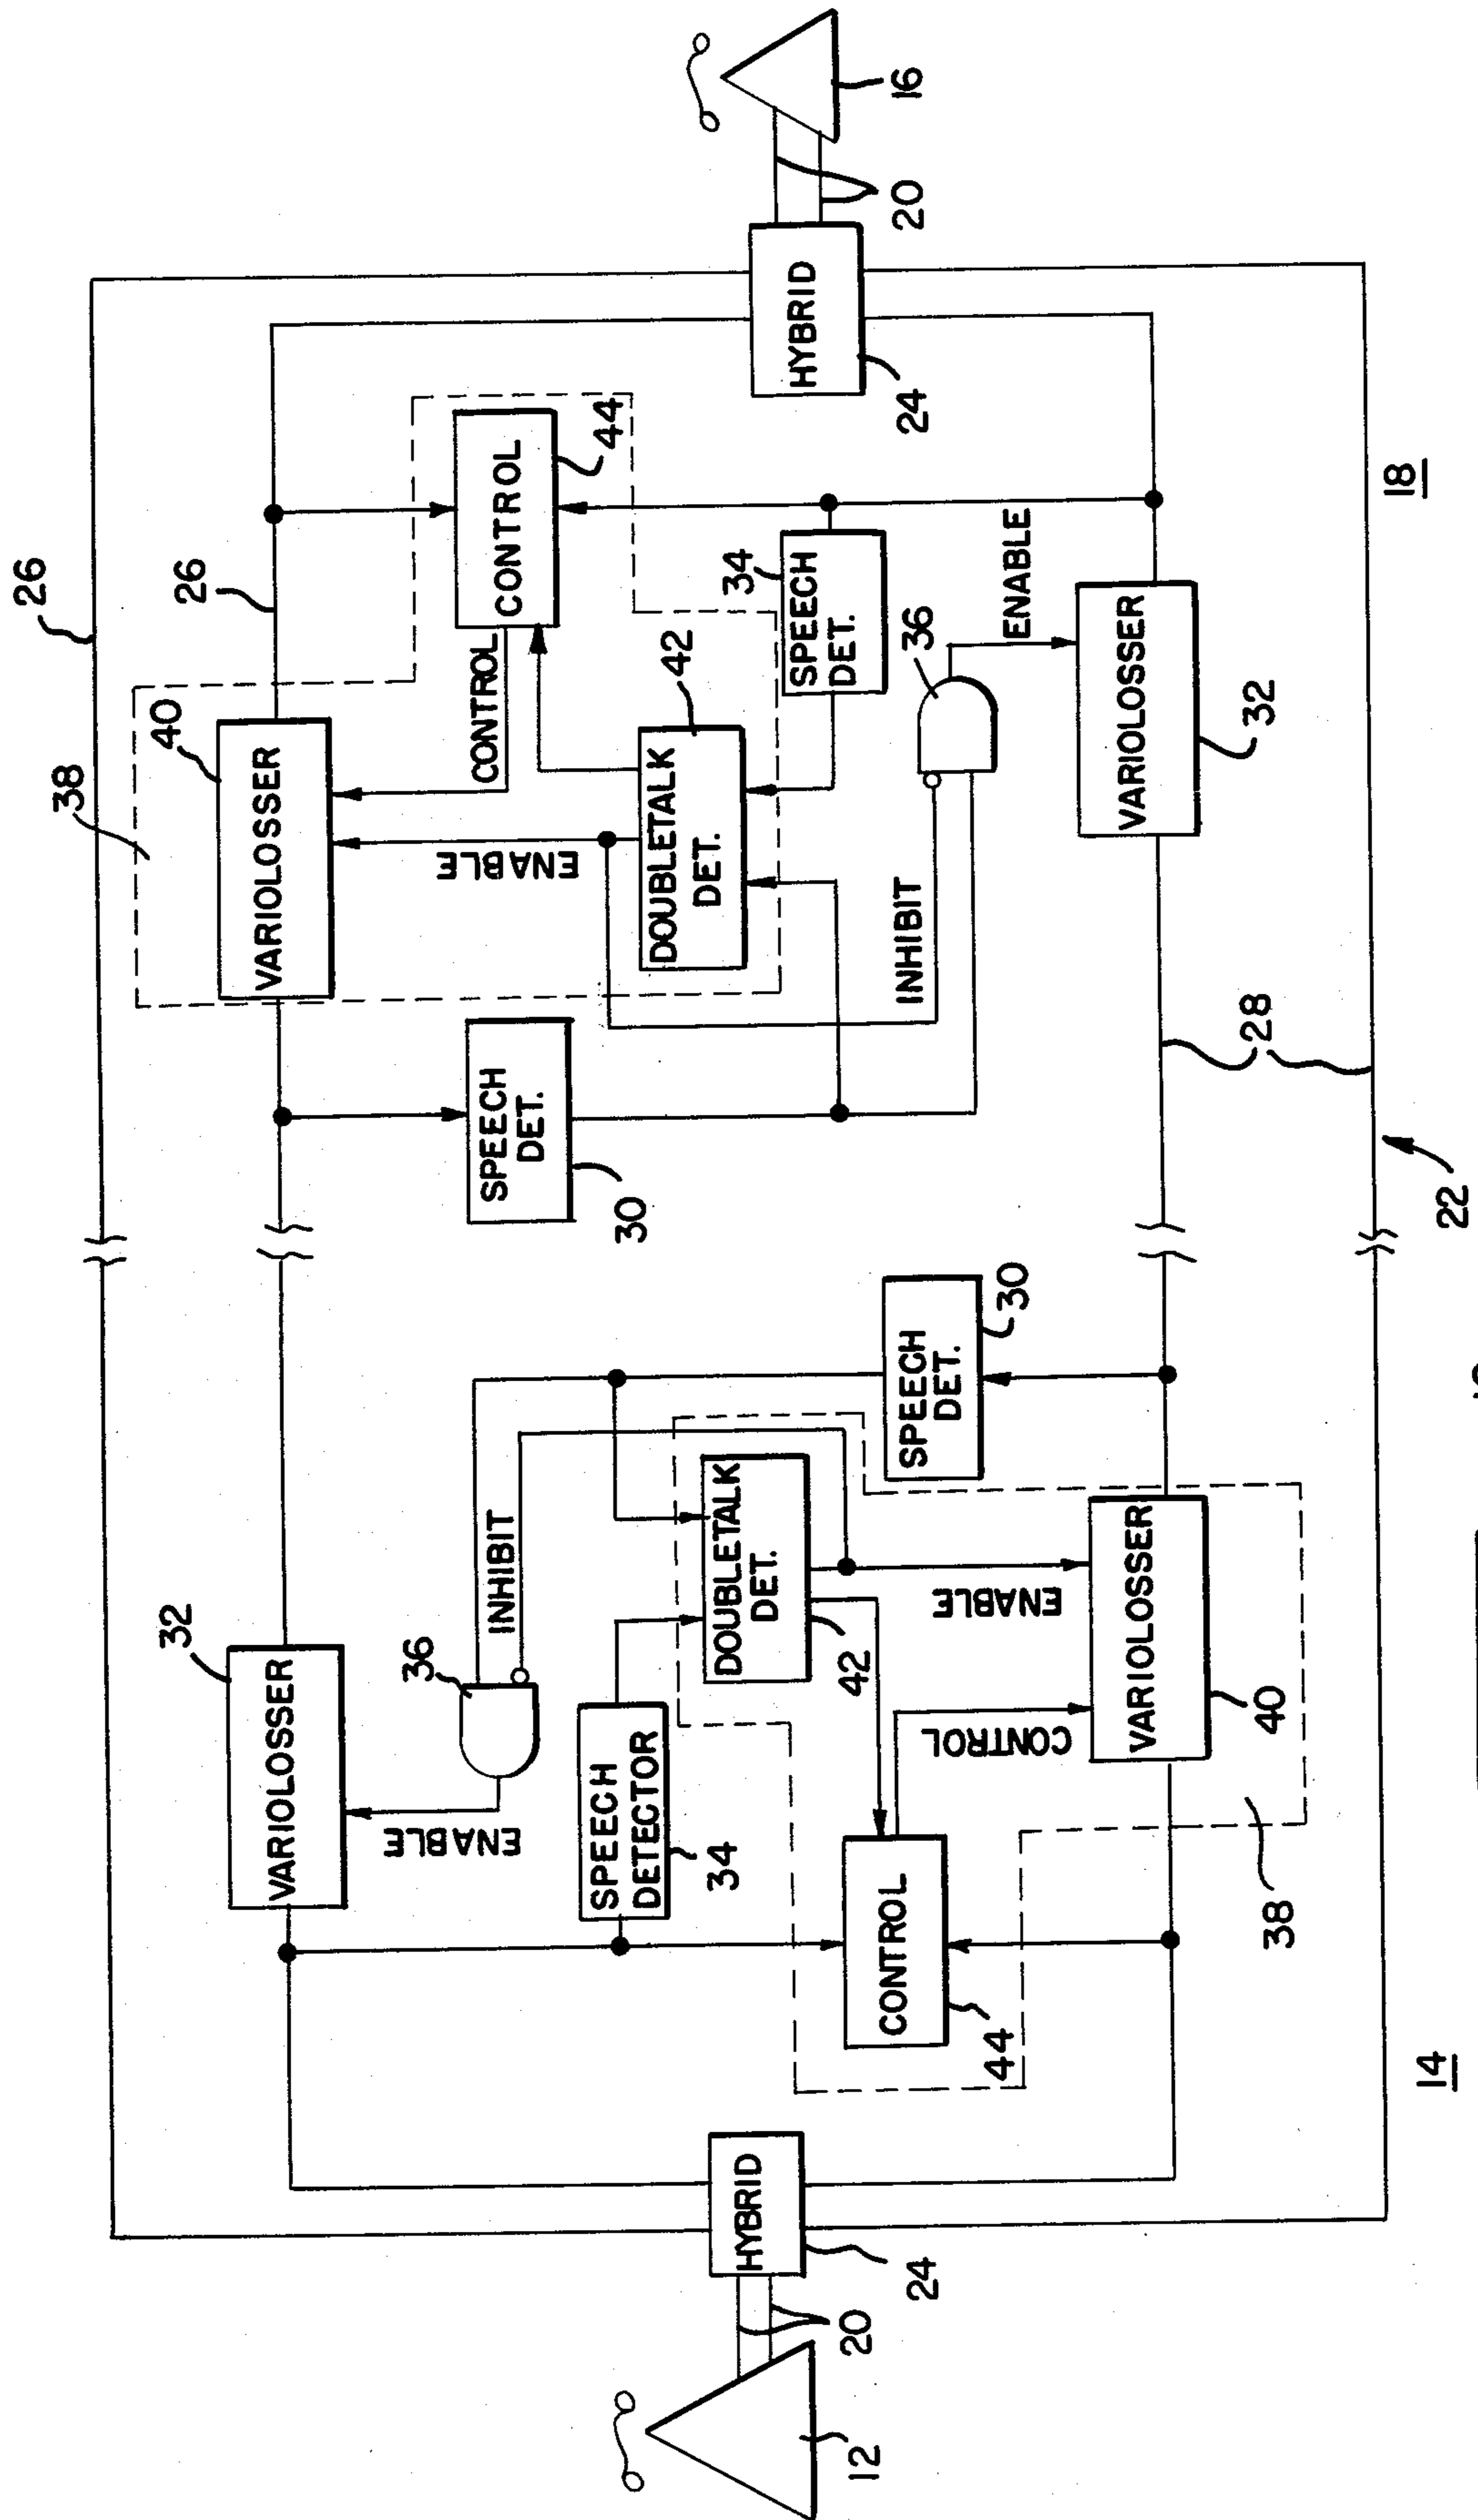 26
38
32
40
26
VARIOLOSSER
VARIOLOSSER
ENABLE
36
INHIBIT
SPEECH
DET.
30
ENABLE
CONTROL
CONTROL
44
SPEECH
DETECTOR
34
DOUBLETALK
DET.
42
DOUBLETALK
DET.
42
34
SPEECH
DET.
HYBRID
24
20
12
HYBRID
24
20
16
CONTROL
44
CONTROL
ENABLE
SPEECH
DET.
30
INHIBIT
36
ENABLE
VARIOLOSSER
40
38
VARIOLOSSER
32
28
14
22
18